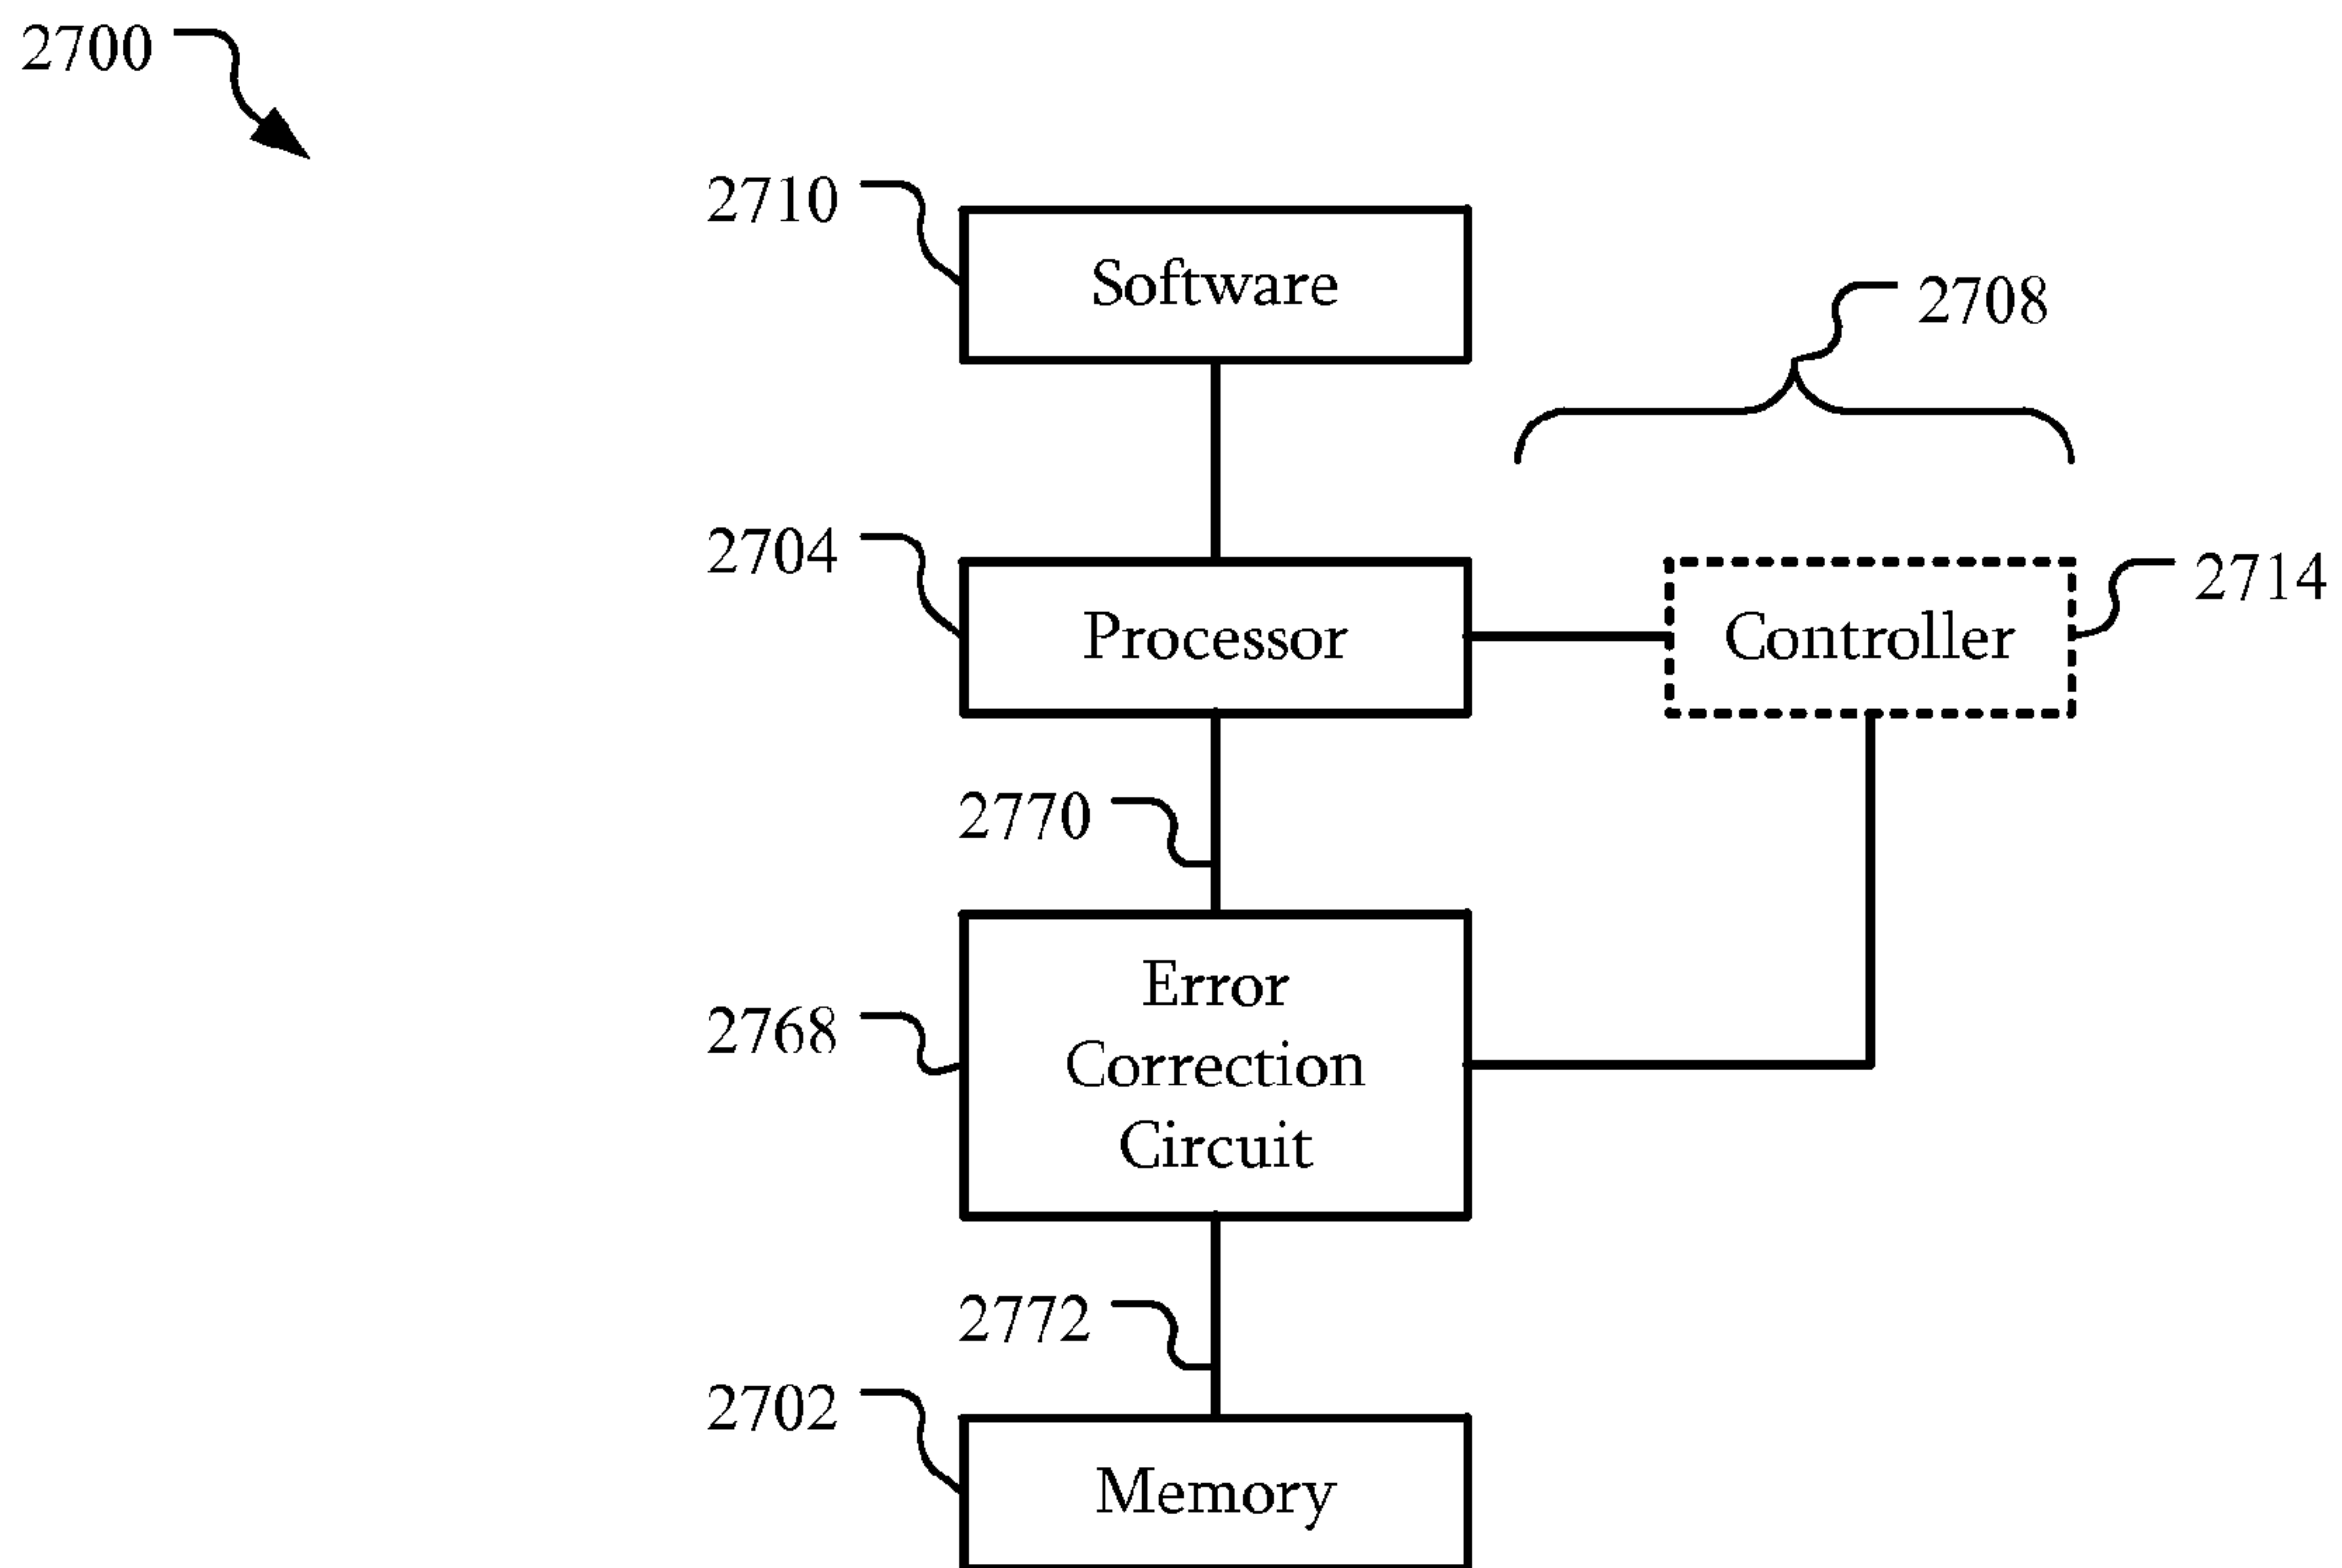 2700
2710
Software
2708
2704
Processor
Controller
2714
2770
2768
Error
Correction
Circuit
2772
2702
Memory